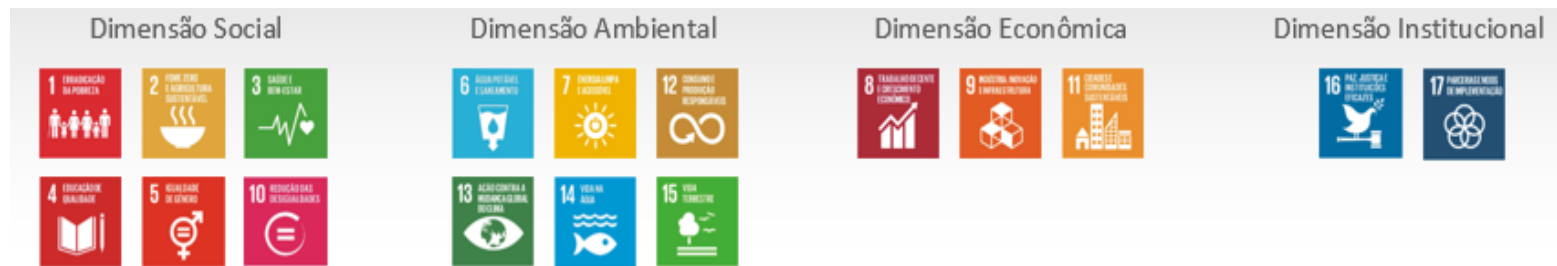 Dimensão Social
Dimensão Ambiental
Dimensão Econômica
Dimensão Institucional
1 ERRADICAÇÃO
DA POBREZA
2 FOME ZERO
E AGRICULTURA
SUSTENTÁVEL
3 SAÚDE E
BEM-ESTAR
4 EDUCAÇÃO DE
QUALIDADE
5 IGUALDADE
DE GÊNERO
10 REDUÇÃO DAS
DESIGUALDADES
6 ÁGUA POTÁVEL
E SANEAMENTO
7 ENERGIA LIMPA
E ACESSÍVEL
12 CONSUMO E
PRODUÇÃO
RESPONSÁVEIS
13 AÇÃO CONTRA A
MUDANÇA GLOBAL
DO CLIMA
14 VIDA NA
ÁGUA
15 VIDA
TERRESTRE
8 TRABALHO DECENTE
E CRESCIMENTO
ECONÔMICO
9 INDÚSTRIA, INOVAÇÃO
E INFRAESTRUTURA
11 CIDADES E
COMUNIDADES
SUSTENTÁVEIS
16 PAZ, JUSTIÇA E
INSTITUIÇÕES
EFICAZES
17 PARCERIAS E MEIOS
DE IMPLEMENTAÇÃO